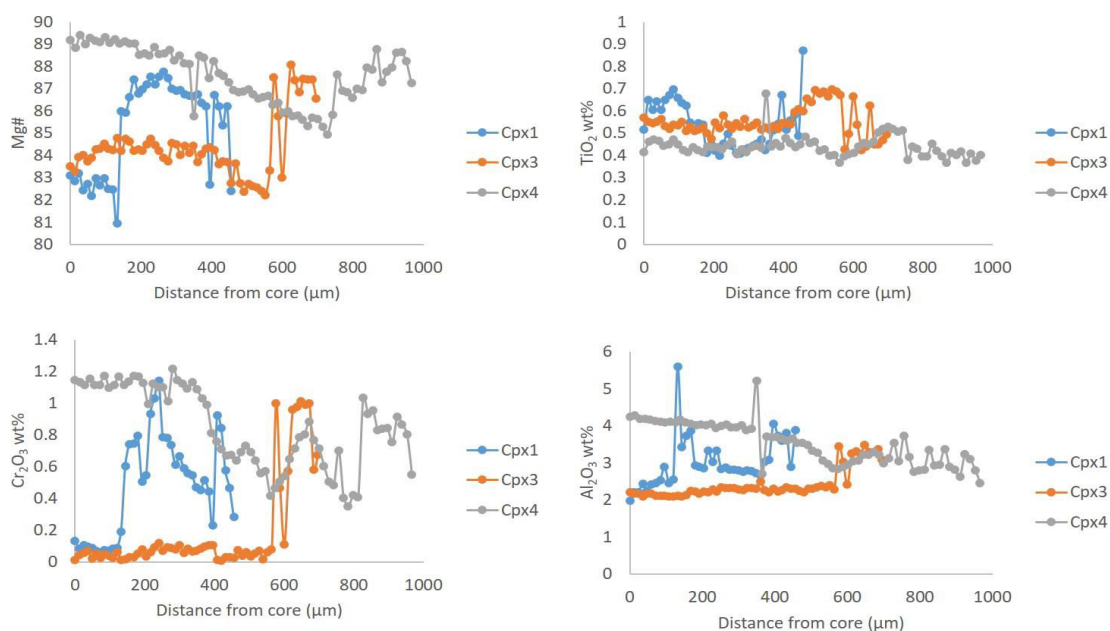 90
89
88
87
86
85
84
83
82
81
80
Mg#
0 200 400 600 800 1000
Distance from core (µm)
Cpx1
Cpx3
Cpx4
1
0.9
0.8
0.7
0.6
0.5
0.4
0.3
0.2
0.1
0
TiO₂ wt%
0 200 400 600 800 1000
Distance from core (µm)
Cpx1
Cpx3
Cpx4
1.4
1.2
1
0.8
0.6
0.4
0.2
0
Cr₂O₃ wt%
0 200 400 600 800 1000
Distance from core (µm)
Cpx1
Cpx3
Cpx4
6
5
4
3
2
1
0
Al₂O₃ wt%
0 200 400 600 800 1000
Distance from core (µm)
Cpx1
Cpx3
Cpx4